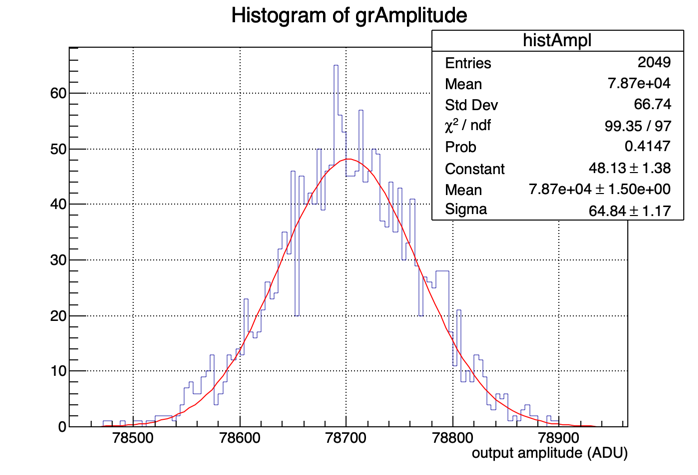 Histogram of grAmplitude
histAmpl
Entries 2049
Mean 7.87e+04
Std Dev 66.74
χ² / ndf 99.35 / 97
Prob 0.4147
Constant 48.13 ± 1.38
Mean 7.87e+04 ± 1.50e+00
Sigma 64.84 ± 1.17
60
50
40
30
20
10
0
78500 78600 78700 78800 78900
output amplitude (ADU)